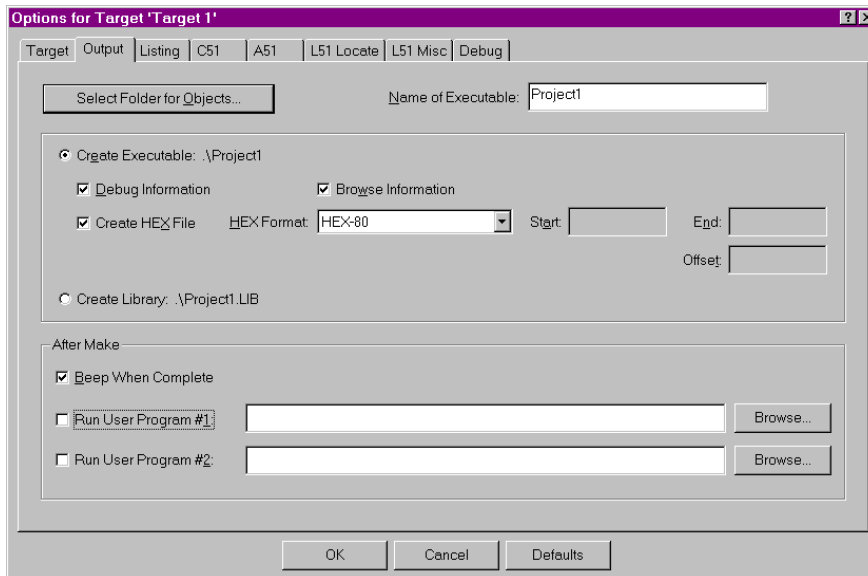 Options for Target 'Target 1'
Target Output Listing C51 A51 L51 Locate L51 Misc Debug
Select Folder for Objects... Name of Executable: Project1
Create Executable: .\Project1
Debug Information Browse Information
Create HEX File HEX Format: HEX-80 Start: End:
Offset:
Create Library: .\Project1.LIB
After Make
Beep When Complete
Run User Program #1: Browse...
Run User Program #2: Browse...
OK Cancel Defaults